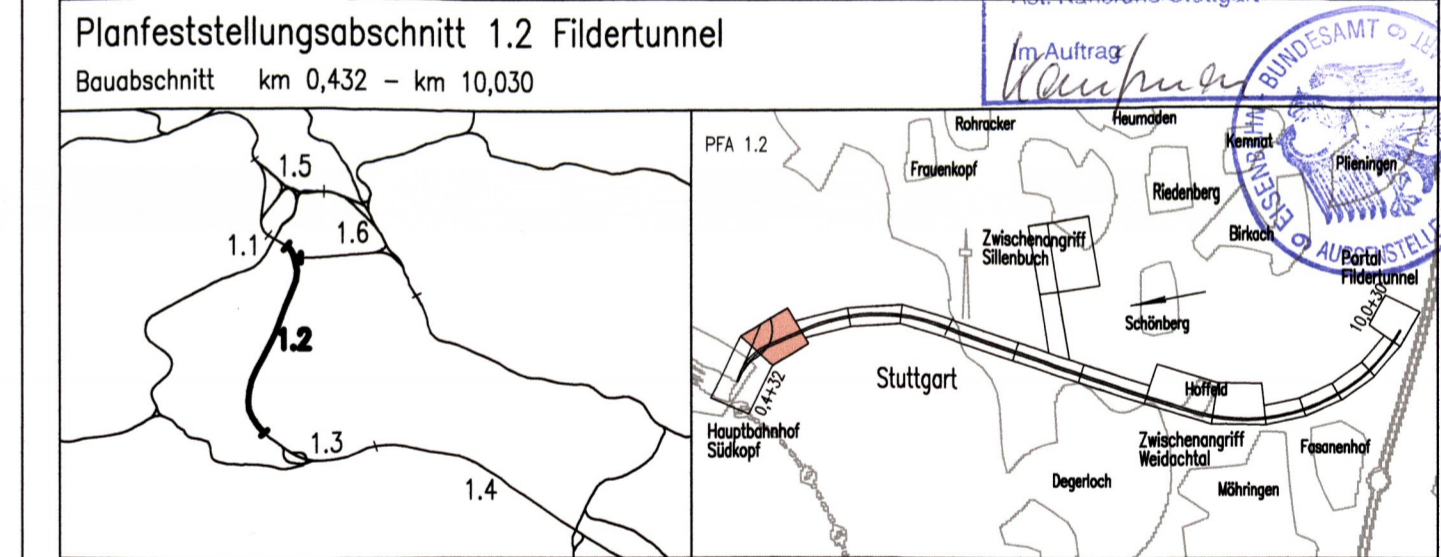 Planfeststellungsabschnitt 1.2 Fildertunnel
Bauabschnitt km 0,432 – km 10,030
Im Auftrag
EISENBAHN-BUNDESAMT
AUSSENSTELLE
1.5
1.1
1.6
1.2
1.3
1.4
PFA 1.2
Rohracker
Heumaden
Kemnat
Plieningen
Frauenkopf
Riedenberg
Birkach
Zwischenangriff
Sillenbuch
Portal
Fildertunnel
10,0+30
Schönberg
Stuttgart
Hoffeld
0,4+32
Hauptbahnhof
Südkopf
Zwischenangriff
Weidachtal
Fasanenhof
Degerloch
Möhringen